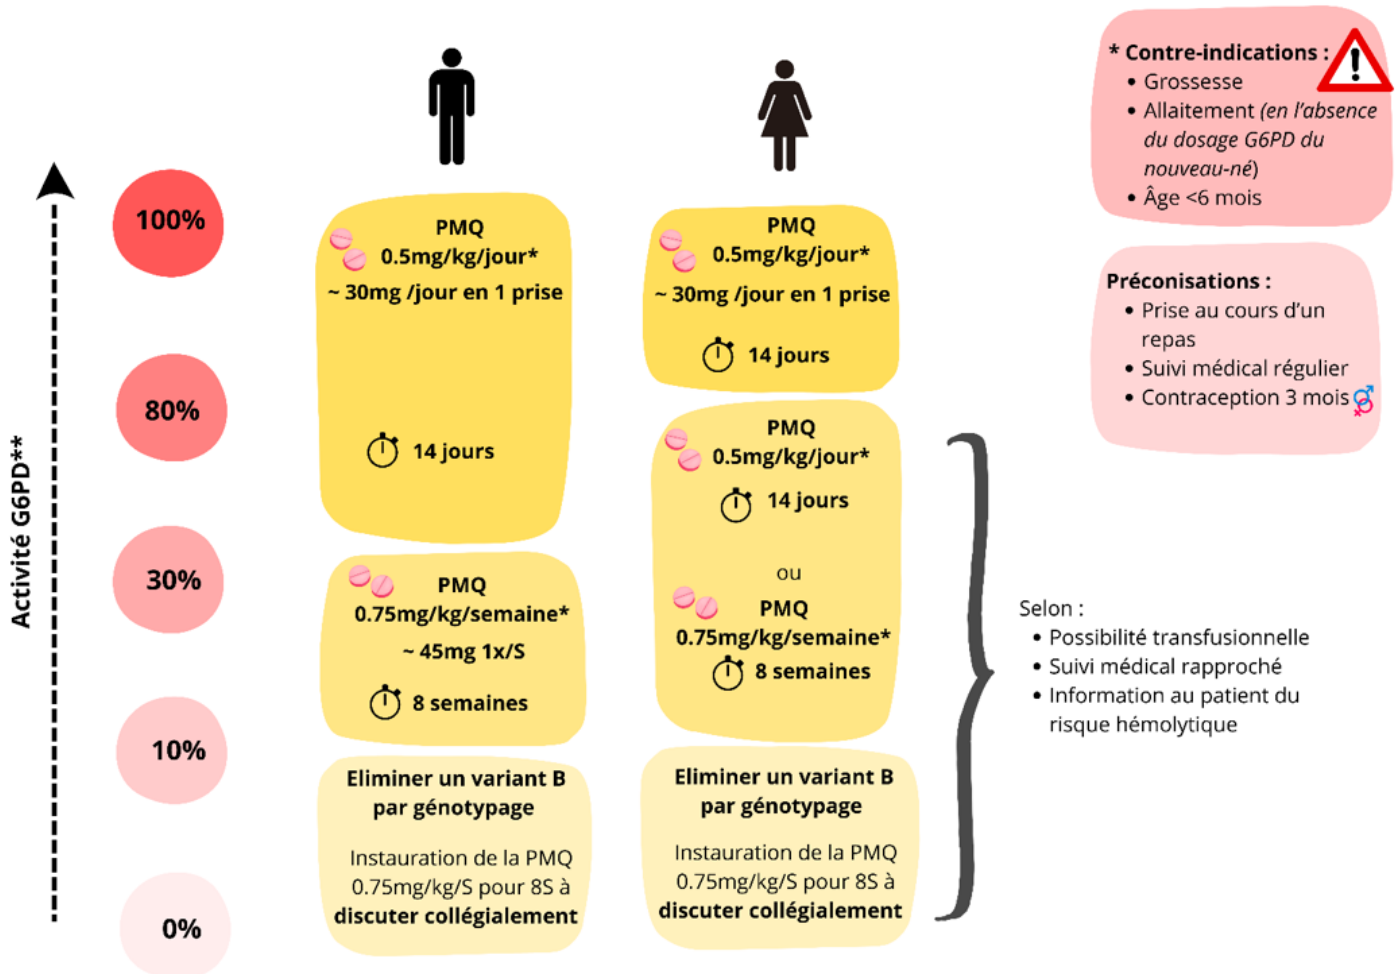 Activité G6PD**
100%
80%
30%
10%
0%
PMQ
0.5mg/kg/jour*
~ 30mg /jour en 1 prise
14 jours
PMQ
0.75mg/kg/semaine*
~ 45mg 1x/S
8 semaines
Eliminer un variant B
par génotypage
Instauration de la PMQ
0.75mg/kg/S pour 8S à
discuter collégialement
PMQ
0.5mg/kg/jour*
~ 30mg /jour en 1 prise
14 jours
PMQ
0.5mg/kg/jour*
14 jours
ou
PMQ
0.75mg/kg/semaine*
8 semaines
Eliminer un variant B
par génotypage
Instauration de la PMQ
0.75mg/kg/S pour 8S à
discuter collégialement
* Contre-indications :
• Grossesse
• Allaitement (en l'absence
du dosage G6PD du
nouveau-né)
• Âge <6 mois
Préconisations :
• Prise au cours d'un
repas
• Suivi médical régulier
• Contraception 3 mois
Selon :
• Possibilité transfusionnelle
• Suivi médical rapproché
• Information au patient du
risque hémolytique